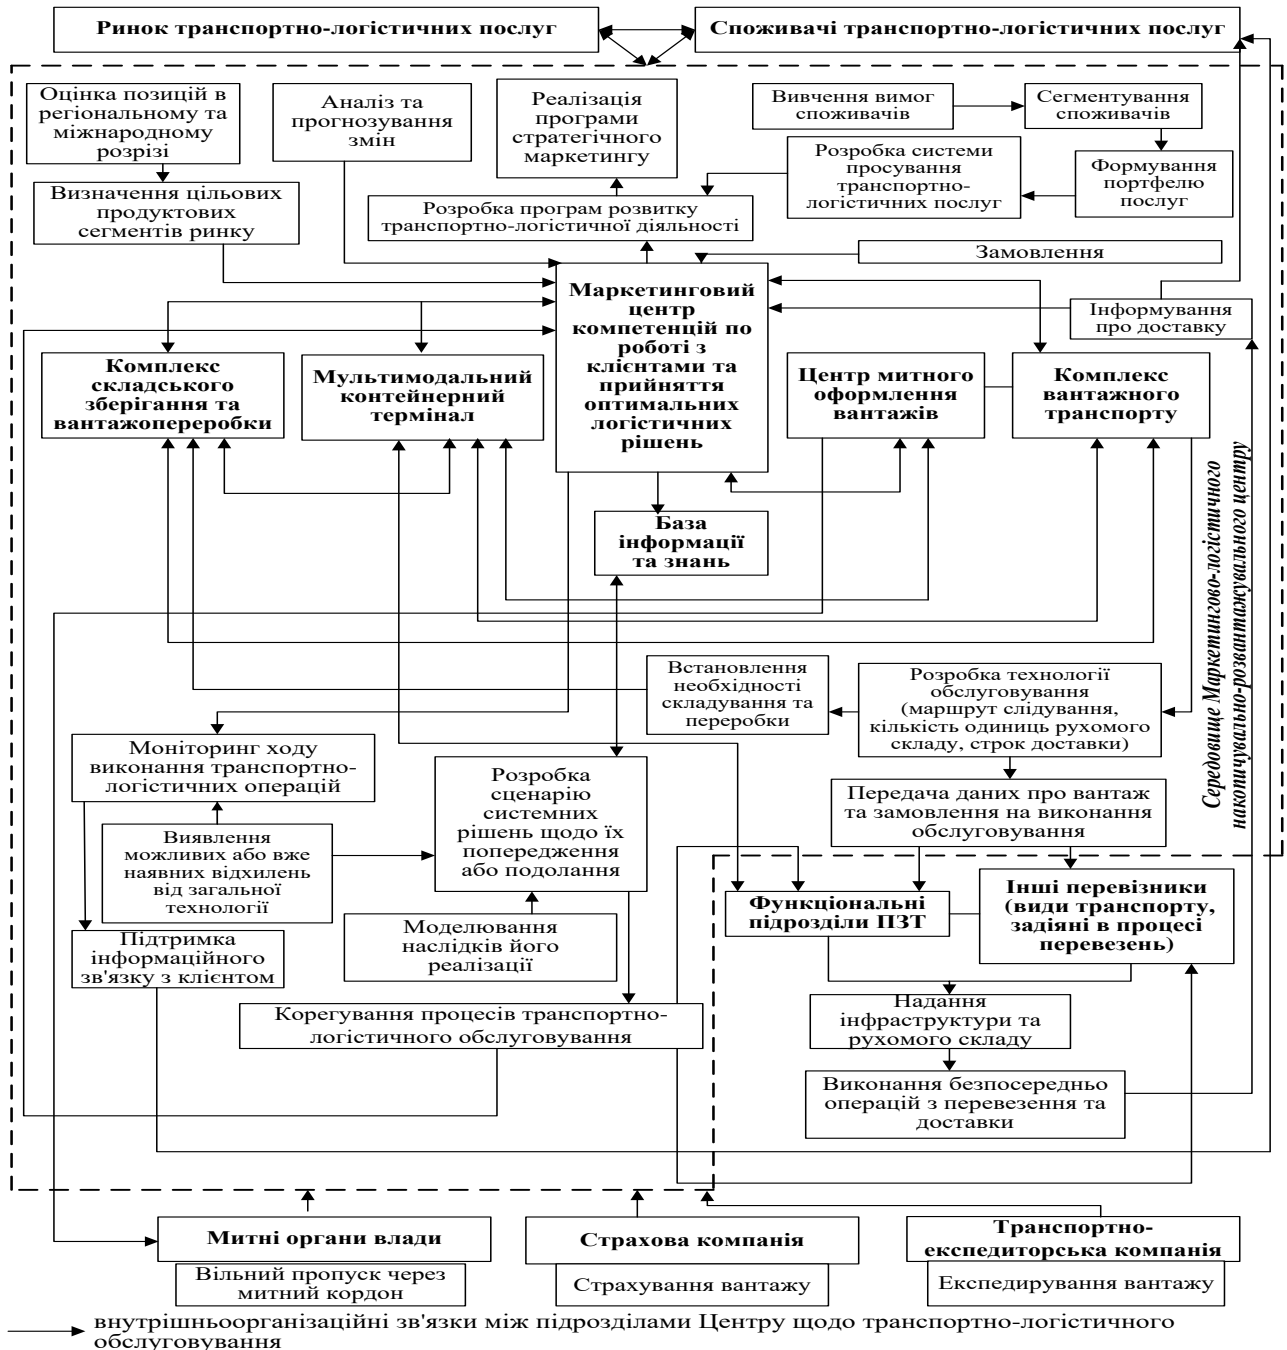 Ринок транспортно-логістичних послуг
Споживачі транспортно-логістичних послуг
Оцінка позицій в
регіональному та
міжнародному
розрізі
Аналіз та
прогнозування
змін
Реалізація
програми
стратегічного
маркетингу
Вивчення вимог
споживачів
Сегментування
споживачів
Розробка системи
просування
транспортно-
логістичних послуг
Формування
портфелю
послуг
Визначення цільових
продуктових
сегментів ринку
Розробка програм розвитку
транспортно-логістичної діяльності
Замовлення
Маркетинговий
центр
компетенцій по
роботі з
клієнтами та
прийняття
оптимальних
логістичних
рішень
Інформування
про доставку
Комплекс
складського
зберігання та
вантажопереробки
Мультимодальний
контейнерний
термінал
Центр митного
оформлення
вантажів
Комплекс
вантажного
транспорту
База
інформації
та знань
Середовище Маркетингово-логістичного
накопичувально-розвантажувального центру
Встановлення
необхідності
складування та
переробки
Розробка технології
обслуговування
(маршрут слідування,
кількість одиниць рухомого
складу, строк доставки)
Моніторинг ходу
виконання транспортно-
логістичних операцій
Розробка
сценарію
системних
рішень щодо їх
попередження
або подолання
Передача даних про вантаж
та замовлення на виконання
обслуговування
Виявлення
можливих або вже
наявних відхилень
від загальної
технології
Функціональні
підрозділи ПЗТ
Інші перевізники
(види транспорту,
задіяні в процесі
перевезень)
Моделювання
наслідків його
реалізації
Підтримка
інформаційного
зв'язку з клієнтом
Надання
інфраструктури та
рухомого складу
Корегування процесів транспортно-
логістичного обслуговування
Виконання безпосередньо
операцій з перевезення та
доставки
Митні органи влади
Вільний пропуск через
митний кордон
Страхова компанія
Страхування вантажу
Транспортно-
експедиторська компанія
Експедирування вантажу
внутрішньоорганізаційні зв'язки між підрозділами Центру щодо транспортно-логістичного
обслуговування